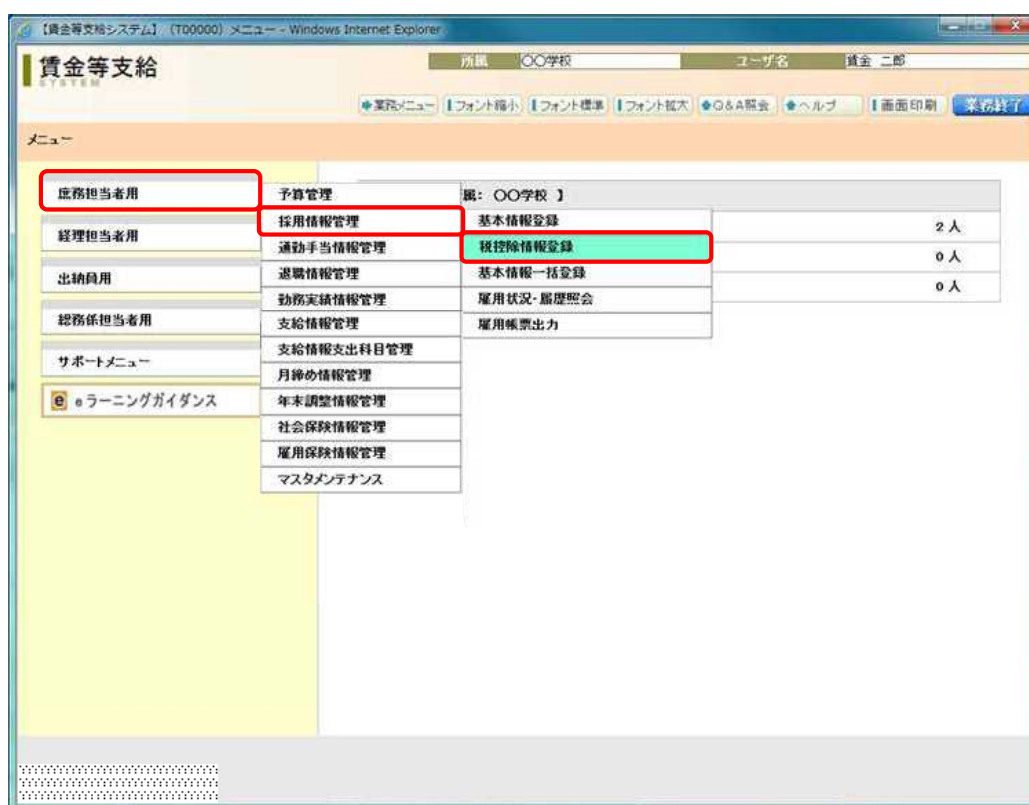 【賃金等支給システム】 (T00000) メニュー - Windows Internet Explorer
賃金等支給
SYSTEM
所属 〇〇学校 ユーザ名 賃金 二郎
業務メニュー フォント縮小 フォント標準 フォント拡大 Q&A照会 ヘルプ 画面印刷 業務終了
メニュー
庶務担当者用
経理担当者用
出納員用
総務係担当者用
サポートメニュー
e eラーニングガイダンス
予算管理
採用情報管理
通勤手当情報管理
退職情報管理
勤務実績情報管理
支給情報管理
支給情報支出科目管理
月締め情報管理
年末調整情報管理
社会保険情報管理
雇用保険情報管理
マスタメンテナンス
基本情報登録
税控除情報登録
基本情報一括登録
雇用状況・履歴照会
雇用帳票出力
属: 〇〇学校 】
2 人
0 人
0 人